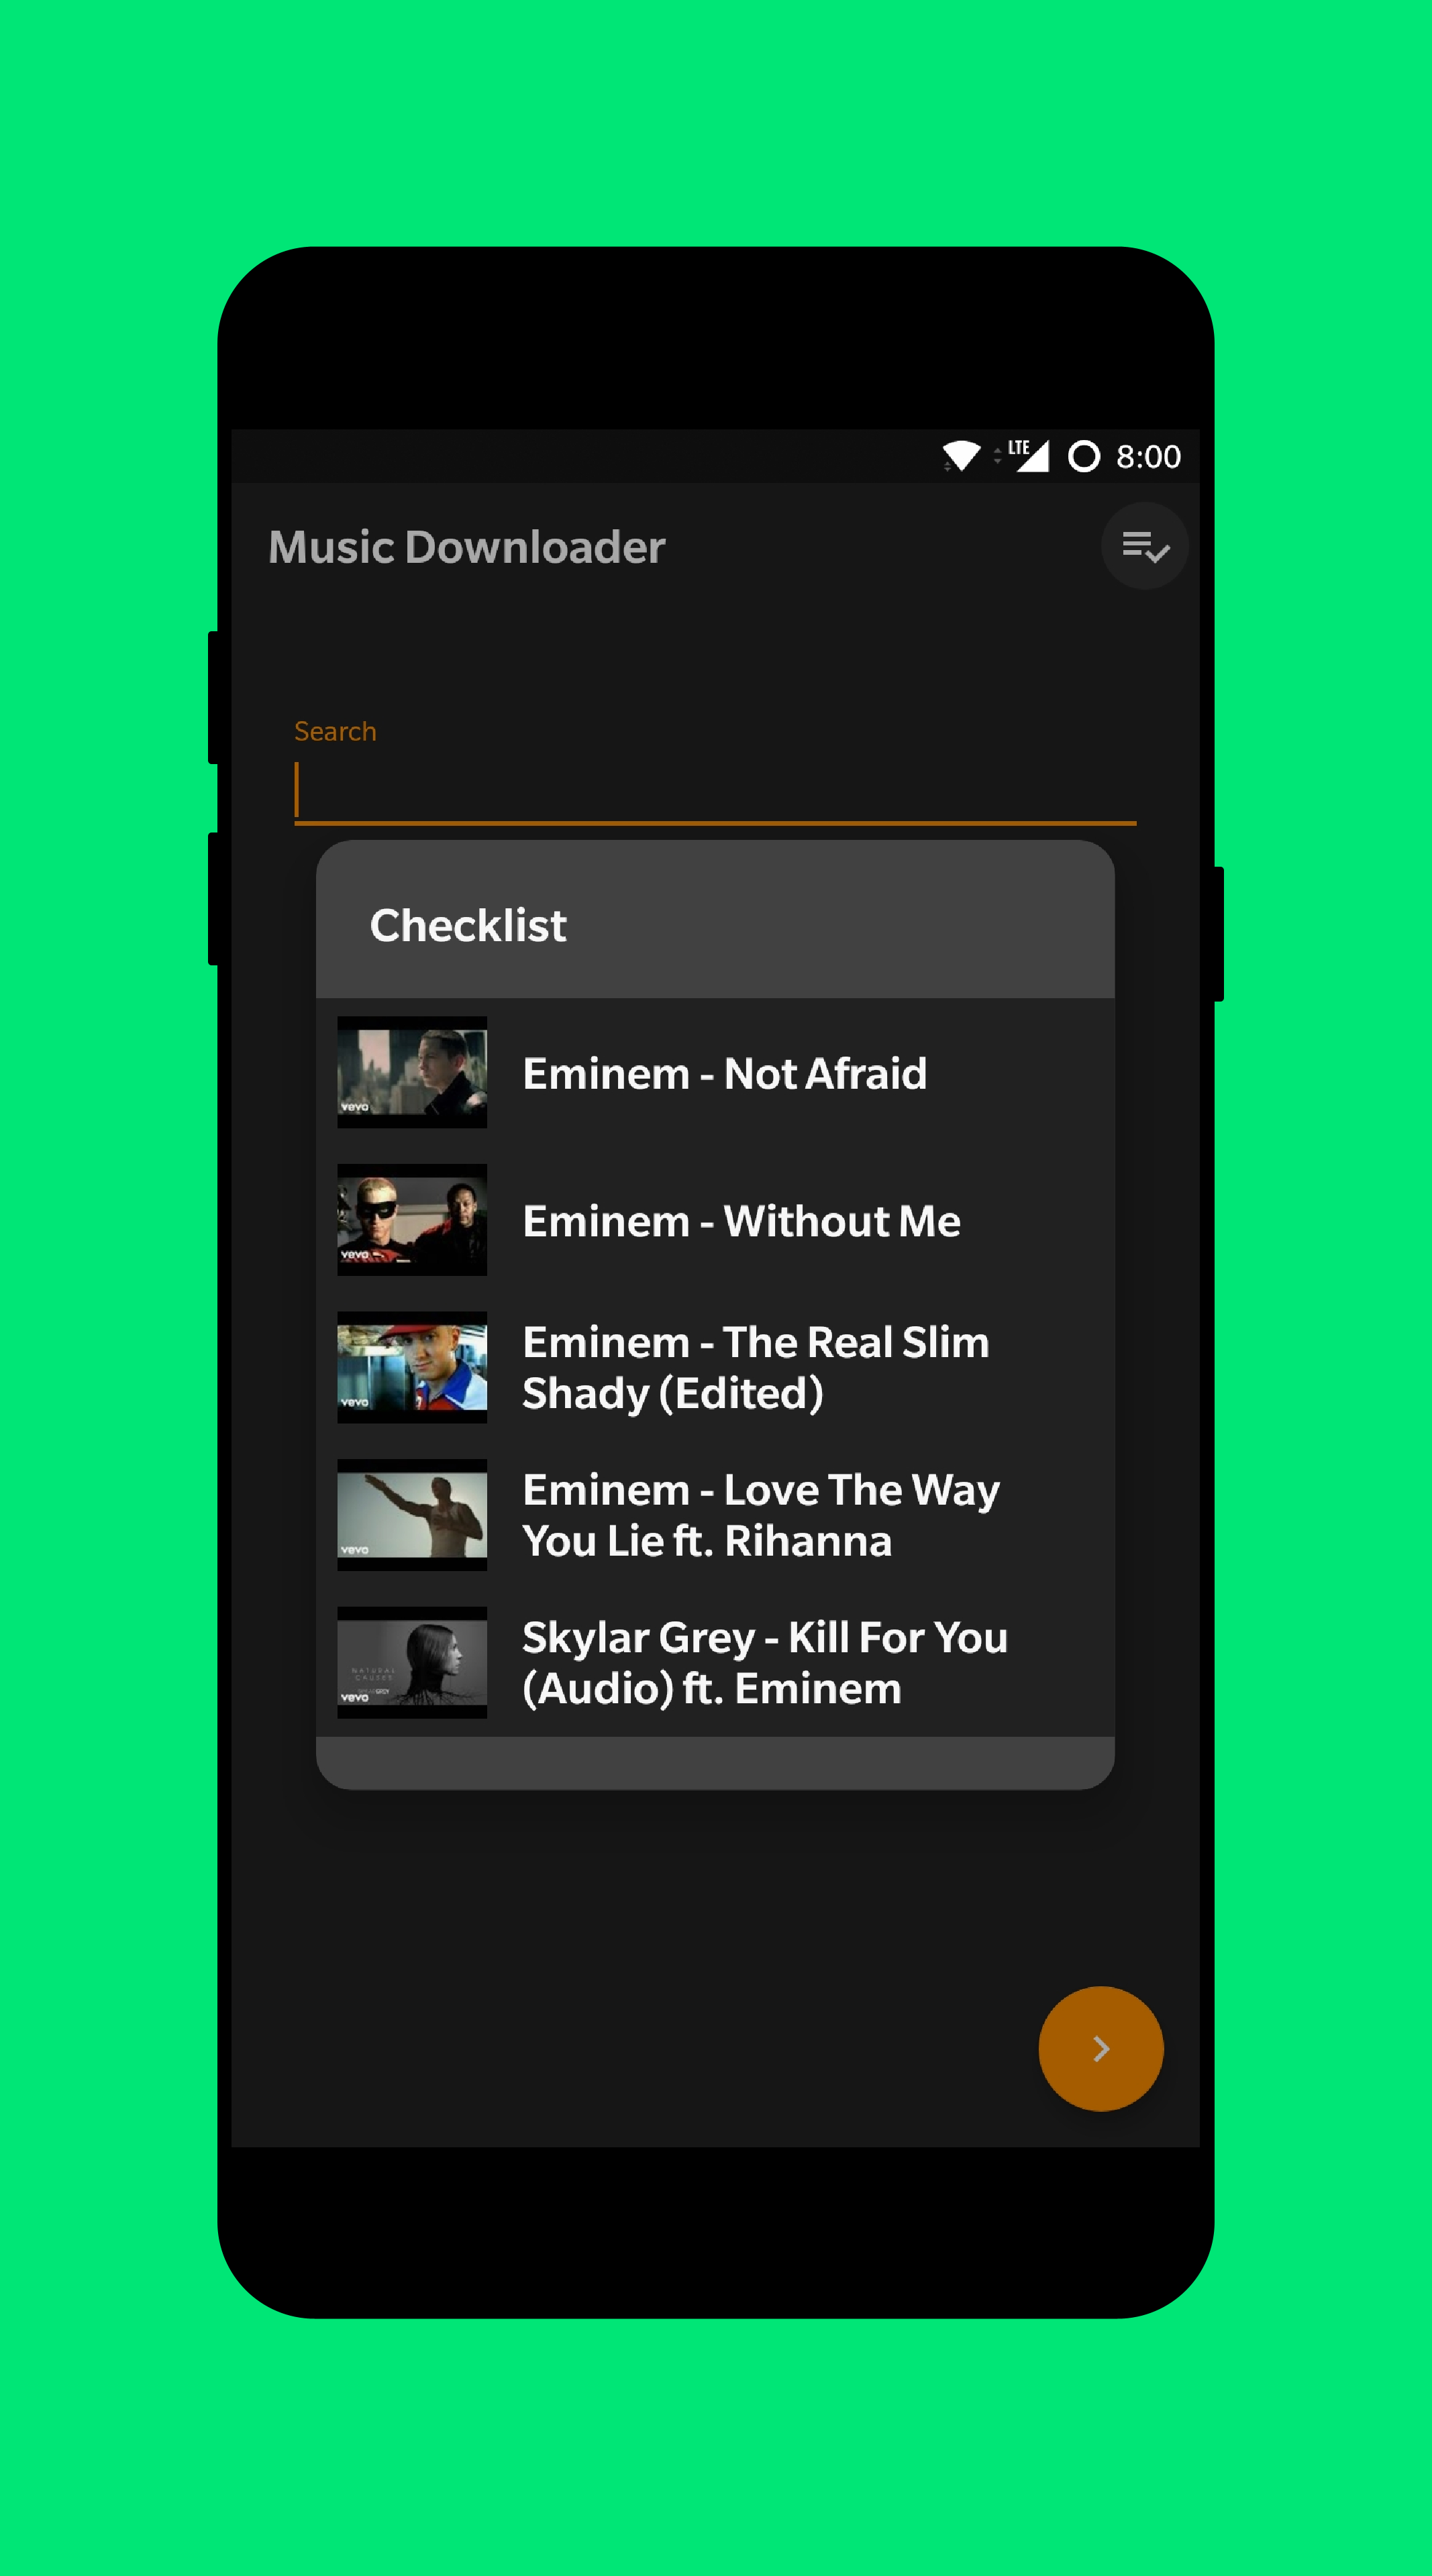 LTE 8:00
Music Downloader
Search
Checklist
vevo
Eminem - Not Afraid
vevo
Eminem - Without Me
vevo
Eminem - The Real Slim
Shady (Edited)
vevo
Eminem - Love The Way
You Lie ft. Rihanna
NATURAL
CAUSES
vevo
Skylar Grey - Kill For You
(Audio) ft. Eminem